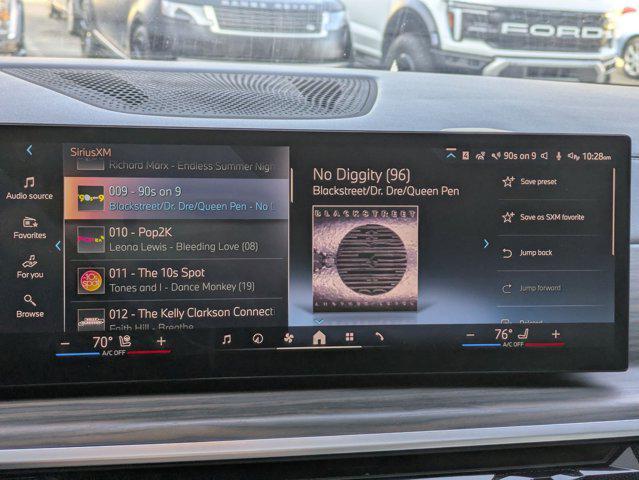 FORD
SiriusXM
Richard Marx - Endless Summer Nigh
009 - 90s on 9
Blackstreet/Dr. Dre/Queen Pen - No D
010 - Pop2K
Leona Lewis - Bleeding Love (08)
011 - The 10s Spot
Tones and I - Dance Monkey (19)
012 - The Kelly Clarkson Connecti
Faith Hill - Breathe
Audio source
Favorites
For you
Browse
No Diggity (96)
Blackstreet/Dr. Dre/Queen Pen
BLACKSTREET
90s on 9
10:28am
Save preset
Save as SXM favorite
Jump back
Jump forward
− 70° +
A/C OFF
− 76° +
A/C OFF